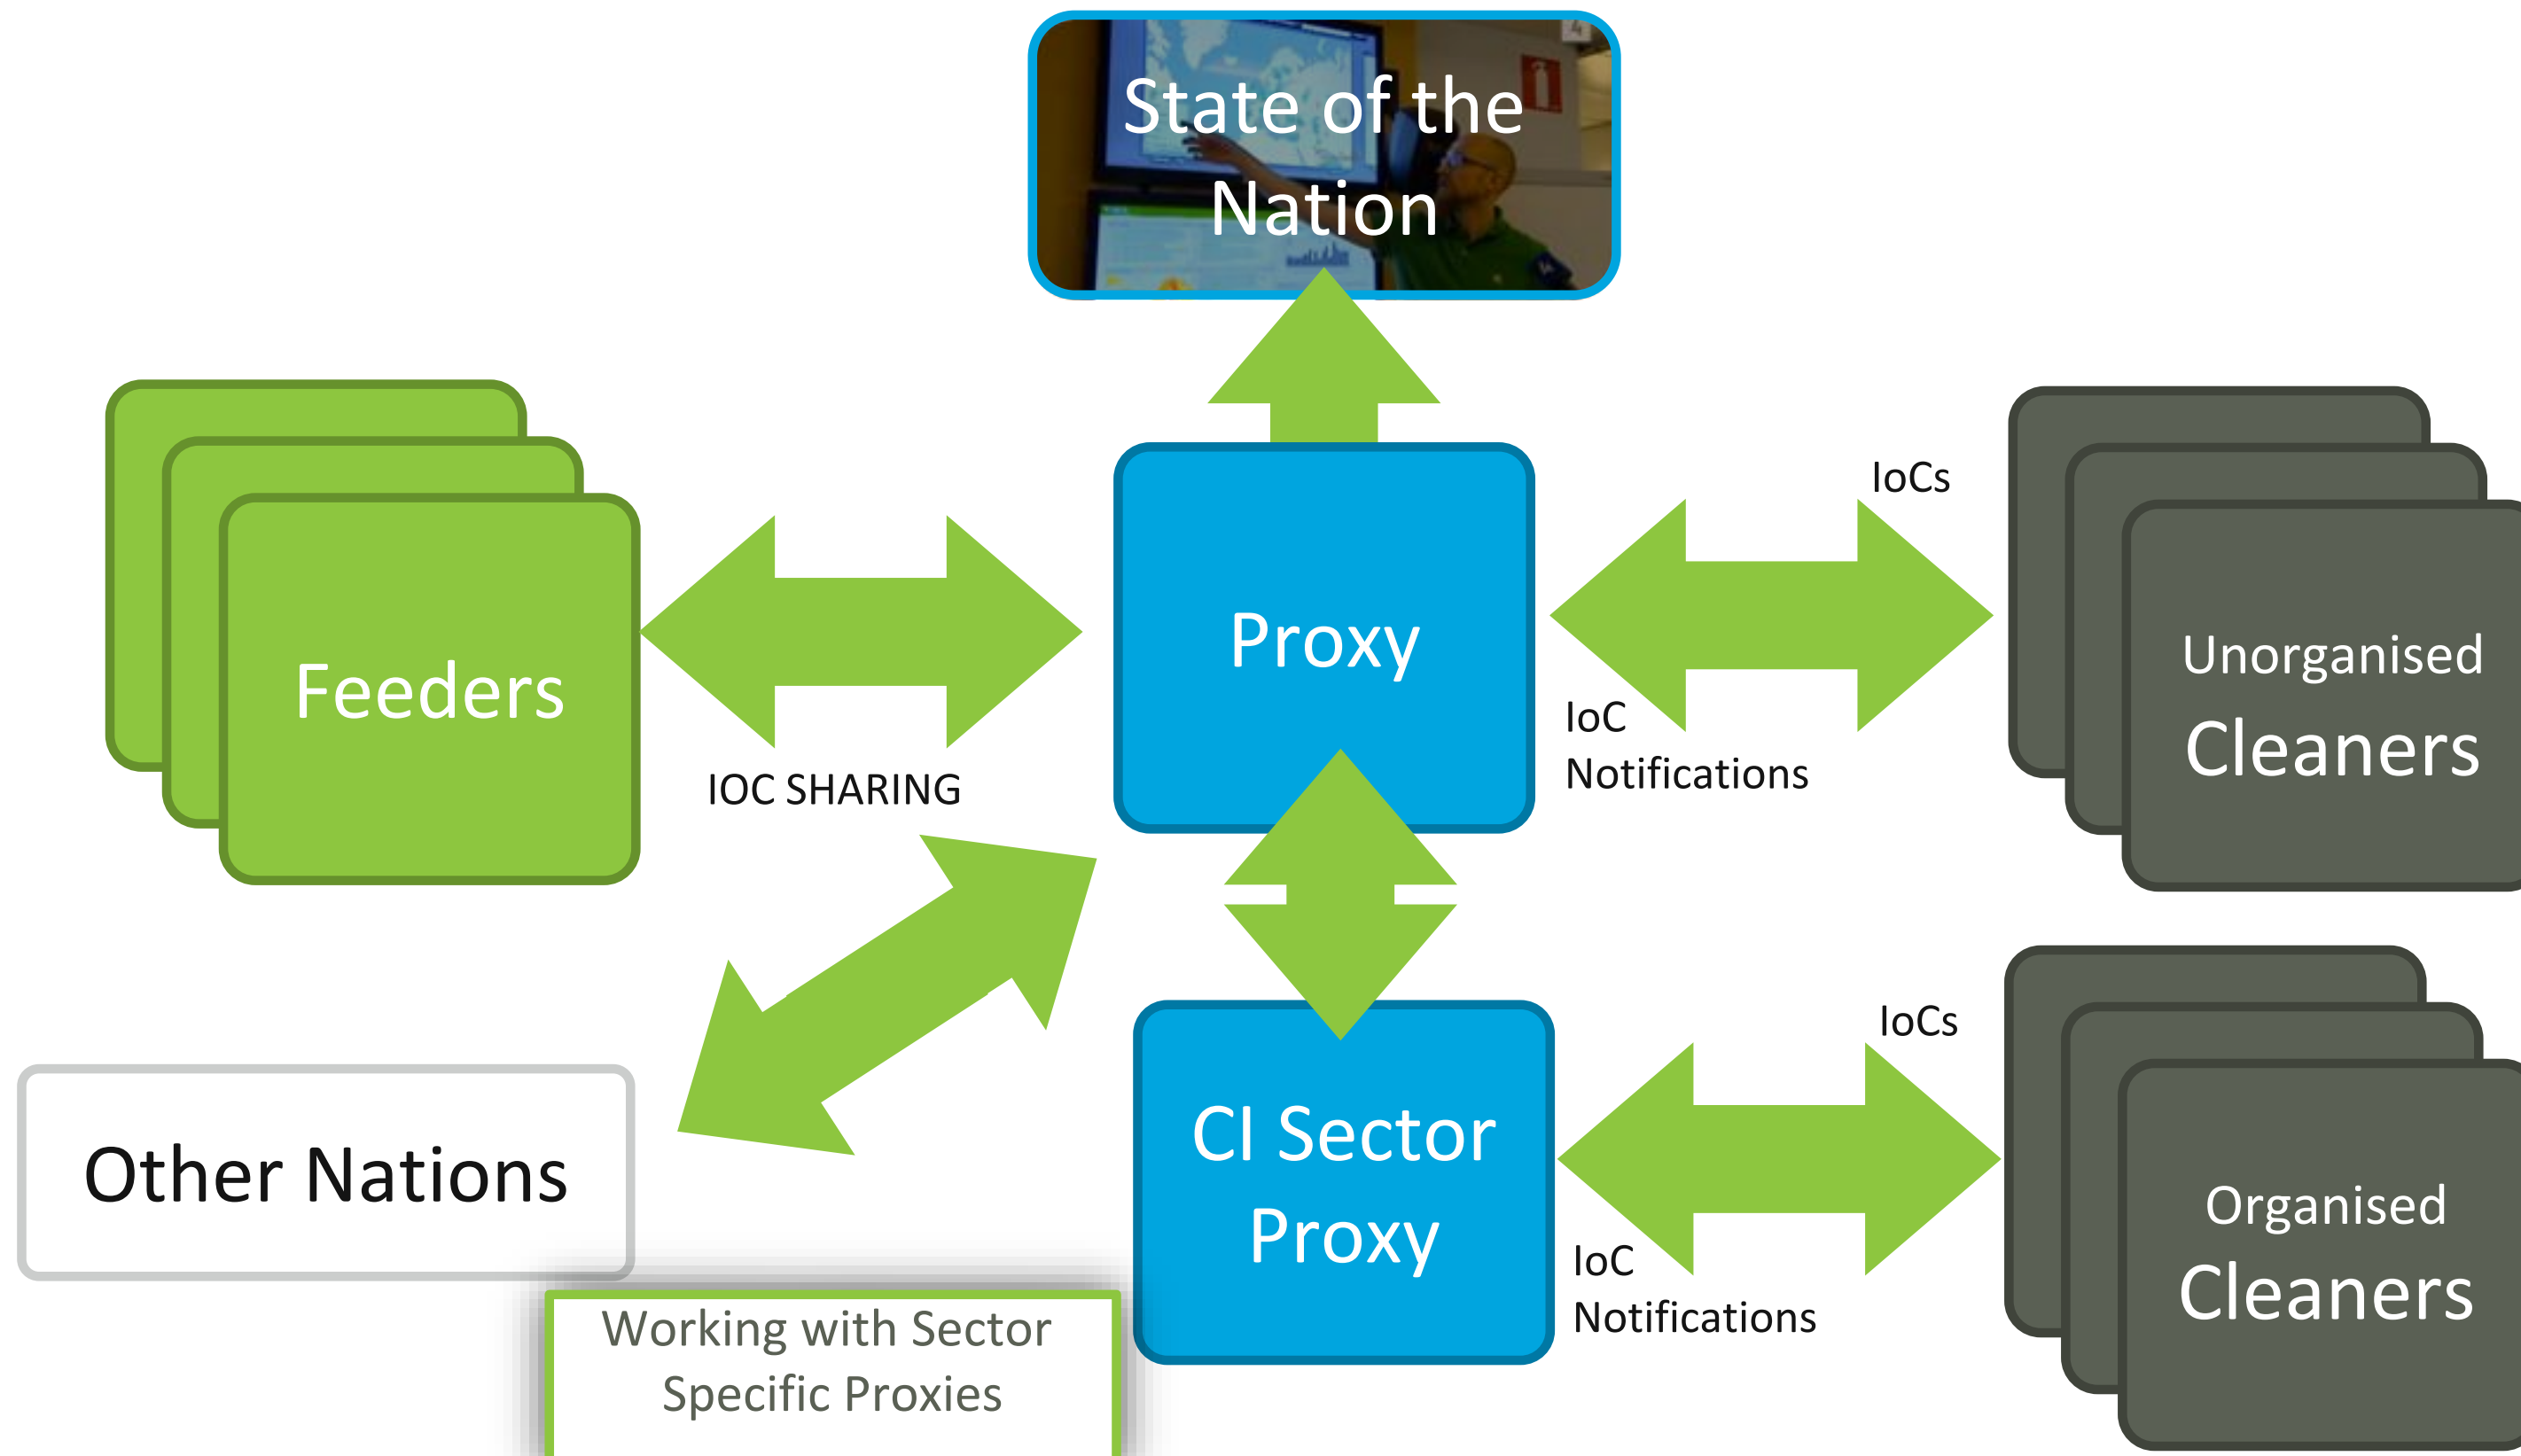 State of the
Nation
Feeders
IOC SHARING
Proxy
IoCs
IoC
Notifications
Unorganised
Cleaners
Other Nations
CI Sector
Proxy
IoCs
IoC
Notifications
Organised
Cleaners
Working with Sector
Specific Proxies